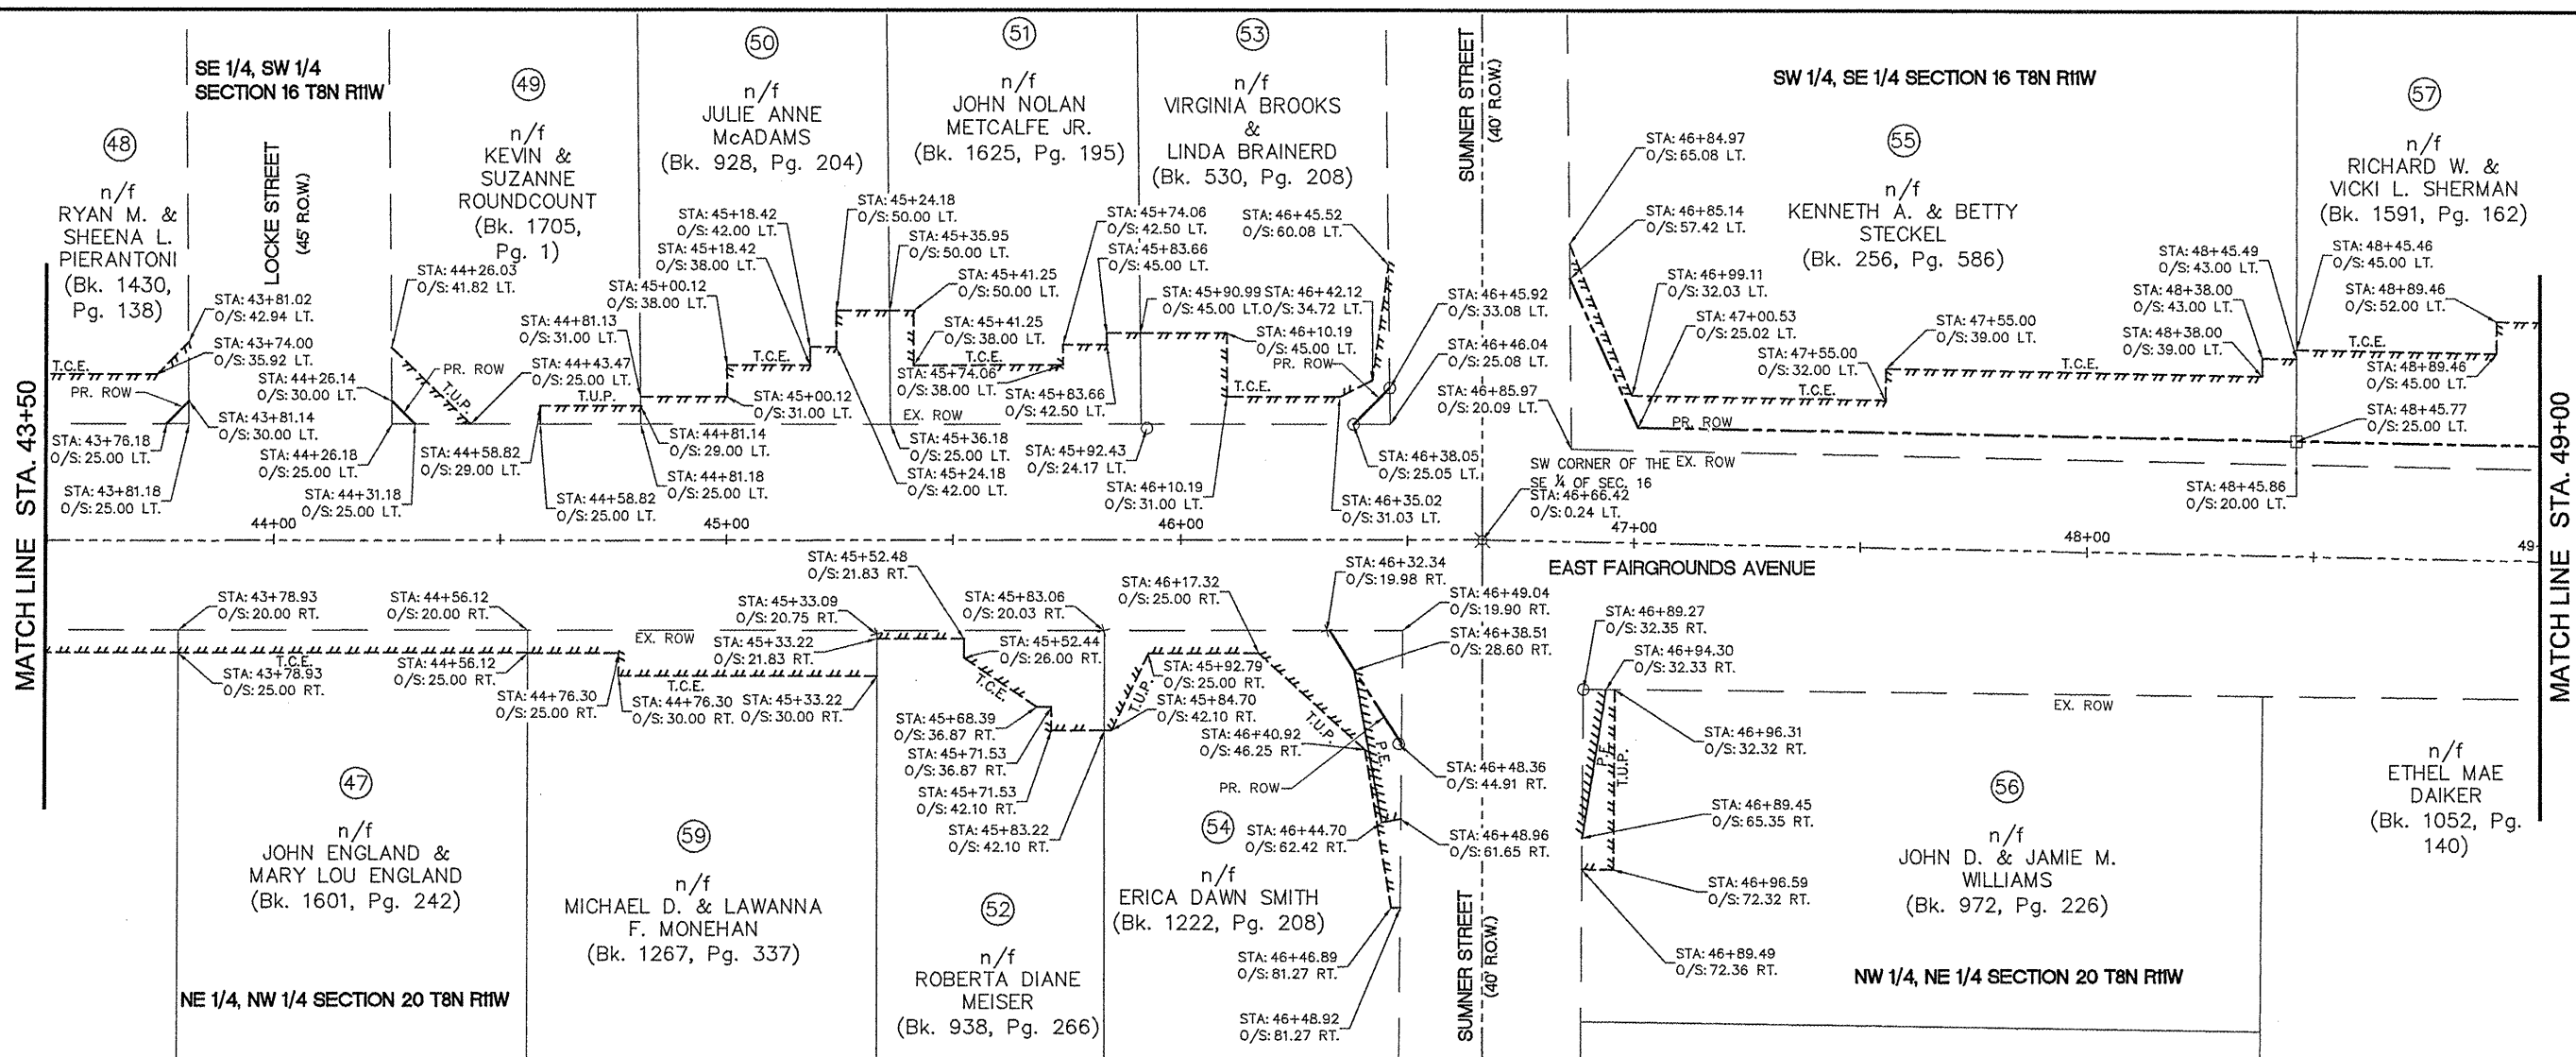 MATCH LINE STA. 43+50
48
n/f
RYAN M. &
SHEENA L.
PIERANTONI
(Bk. 1430,
Pg. 138)
T.C.E.
PR. ROW
STA: 43+76.18
O/S: 25.00 LT.
STA: 43+81.18
O/S: 25.00 LT.
STA: 43+81.02
O/S: 42.94 LT.
STA: 43+74.00
O/S: 35.92 LT.
STA: 43+81.14
O/S: 30.00 LT.
SE 1/4, SW 1/4
SECTION 16 T8N R11W
LOCKE STREET
(45' R.O.W.)
STA: 44+26.03
O/S: 41.82 LT.
STA: 44+26.14
O/S: 30.00 LT.
STA: 44+26.18
O/S: 25.00 LT.
STA: 44+31.18
O/S: 25.00 LT.
PR. ROW
T.U.P.
49
n/f
KEVIN &
SUZANNE
ROUNDCOUNT
(Bk. 1705,
Pg. 1)
STA: 44+81.13
O/S: 31.00 LT.
STA: 44+43.47
O/S: 25.00 LT.
T.U.P.
STA: 44+58.82
O/S: 29.00 LT.
STA: 44+58.82
O/S: 25.00 LT.
STA: 44+81.14
O/S: 29.00 LT.
STA: 44+81.18
O/S: 25.00 LT.
50
n/f
JULIE ANNE
McADAMS
(Bk. 928, Pg. 204)
STA: 45+18.42
O/S: 42.00 LT.
STA: 45+18.42
O/S: 38.00 LT.
STA: 45+00.12
O/S: 38.00 LT.
T.C.E.
STA: 45+00.12
O/S: 31.00 LT.
STA: 45+24.18
O/S: 50.00 LT.
STA: 45+35.95
O/S: 50.00 LT.
EX. ROW
STA: 45+36.18
O/S: 25.00 LT.
STA: 45+24.18
O/S: 42.00 LT.
51
n/f
JOHN NOLAN
METCALFE JR.
(Bk. 1625, Pg. 195)
STA: 45+41.25
O/S: 50.00 LT.
STA: 45+41.25
O/S: 38.00 LT.
T.C.E.
STA: 45+74.06
O/S: 38.00 LT.
STA: 45+74.06
O/S: 42.50 LT.
STA: 45+83.66
O/S: 45.00 LT.
STA: 45+83.66
O/S: 42.50 LT.
STA: 45+92.43
O/S: 24.17 LT.
53
n/f
VIRGINIA BROOKS
&
LINDA BRAINERD
(Bk. 530, Pg. 208)
STA: 46+45.52
O/S: 60.08 LT.
STA: 45+90.99
O/S: 45.00 LT.
STA: 46+42.12
O/S: 34.72 LT.
STA: 46+10.19
O/S: 45.00 LT.
PR. ROW
T.C.E.
STA: 46+10.19
O/S: 31.00 LT.
STA: 46+35.02
O/S: 31.03 LT.
STA: 46+38.05
O/S: 25.05 LT.
STA: 46+45.92
O/S: 33.08 LT.
STA: 46+46.04
O/S: 25.08 LT.
SUMNER STREET
(40' R.O.W.)
STA: 46+85.97
O/S: 20.09 LT.
SW CORNER OF THE
SE ¼ OF SEC. 16
STA: 46+66.42
O/S: 0.24 LT.
EX. ROW
SW 1/4, SE 1/4 SECTION 16 T8N R11W
STA: 46+84.97
O/S: 65.08 LT.
STA: 46+85.14
O/S: 57.42 LT.
STA: 46+99.11
O/S: 32.03 LT.
STA: 47+00.53
O/S: 25.02 LT.
55
n/f
KENNETH A. & BETTY
STECKEL
(Bk. 256, Pg. 586)
STA: 47+55.00
O/S: 39.00 LT.
STA: 47+55.00
O/S: 32.00 LT.
T.C.E.
T.C.E.
PR. ROW
STA: 48+45.49
O/S: 43.00 LT.
STA: 48+38.00
O/S: 43.00 LT.
STA: 48+38.00
O/S: 39.00 LT.
57
n/f
RICHARD W. &
VICKI L. SHERMAN
(Bk. 1591, Pg. 162)
STA: 48+45.46
O/S: 45.00 LT.
STA: 48+89.46
O/S: 52.00 LT.
T.C.E.
STA: 48+89.46
O/S: 45.00 LT.
STA: 48+45.77
O/S: 25.00 LT.
STA: 48+45.86
O/S: 20.00 LT.
MATCH LINE STA. 49+00
44+00
45+00
46+00
47+00
48+00
49
EAST FAIRGROUNDS AVENUE
STA: 43+78.93
O/S: 20.00 RT.
STA: 44+56.12
O/S: 20.00 RT.
T.C.E.
STA: 43+78.93
O/S: 25.00 RT.
STA: 44+56.12
O/S: 25.00 RT.
47
n/f
JOHN ENGLAND &
MARY LOU ENGLAND
(Bk. 1601, Pg. 242)
NE 1/4, NW 1/4 SECTION 20 T8N R11W
EX. ROW
STA: 45+33.09
O/S: 20.75 RT.
STA: 45+33.22
O/S: 21.83 RT.
T.C.E.
STA: 44+76.30
O/S: 25.00 RT.
STA: 44+76.30
O/S: 30.00 RT.
STA: 45+33.22
O/S: 30.00 RT.
59
n/f
MICHAEL D. & LAWANNA
F. MONEHAN
(Bk. 1267, Pg. 337)
STA: 45+52.48
O/S: 21.83 RT.
STA: 45+83.06
O/S: 20.03 RT.
STA: 45+52.44
O/S: 26.00 RT.
T.C.E.
STA: 45+68.39
O/S: 36.87 RT.
STA: 45+71.53
O/S: 36.87 RT.
STA: 45+71.53
O/S: 42.10 RT.
STA: 45+83.22
O/S: 42.10 RT.
52
n/f
ROBERTA DIANE
MEISER
(Bk. 938, Pg. 266)
STA: 46+17.32
O/S: 25.00 RT.
STA: 45+92.79
O/S: 25.00 RT.
T.U.P.
STA: 45+84.70
O/S: 42.10 RT.
STA: 46+40.92
O/S: 46.25 RT.
T.U.P.
P.E.
PR. ROW
STA: 46+44.70
O/S: 62.42 RT.
54
n/f
ERICA DAWN SMITH
(Bk. 1222, Pg. 208)
STA: 46+46.89
O/S: 81.27 RT.
STA: 46+48.92
O/S: 81.27 RT.
STA: 46+32.34
O/S: 19.98 RT.
STA: 46+49.04
O/S: 19.90 RT.
STA: 46+38.51
O/S: 28.60 RT.
STA: 46+48.36
O/S: 44.91 RT.
STA: 46+48.96
O/S: 61.65 RT.
SUMNER STREET
(40' R.O.W.)
STA: 46+89.27
O/S: 32.35 RT.
STA: 46+94.30
O/S: 32.33 RT.
P.E.
T.U.P.
STA: 46+96.31
O/S: 32.32 RT.
STA: 46+89.45
O/S: 65.35 RT.
STA: 46+96.59
O/S: 72.32 RT.
STA: 46+89.49
O/S: 72.36 RT.
56
n/f
JOHN D. & JAMIE M.
WILLIAMS
(Bk. 972, Pg. 226)
NW 1/4, NE 1/4 SECTION 20 T8N R11W
EX. ROW
n/f
ETHEL MAE
DAIKER
(Bk. 1052, Pg.
140)